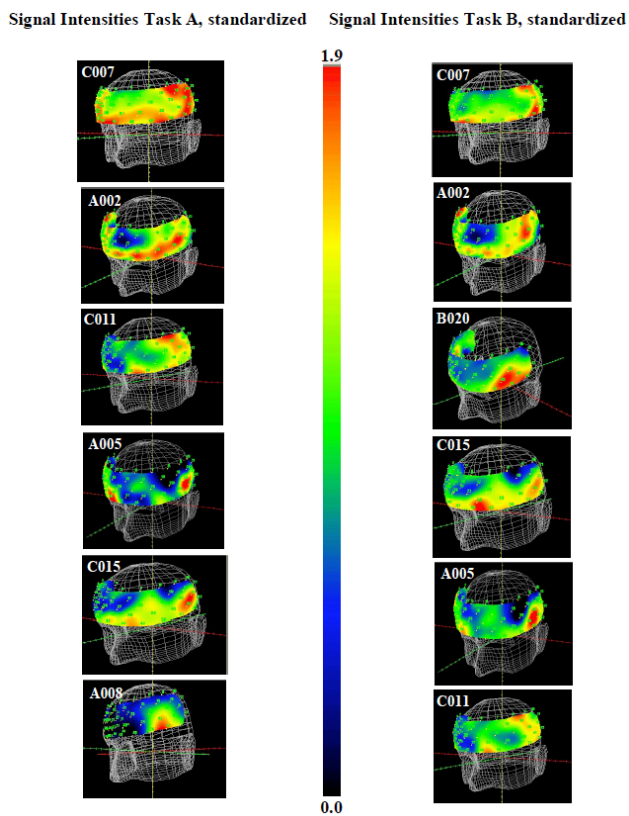 Signal Intensities Task A, standardized
Signal Intensities Task B, standardized
1.9
C007
A002
C011
A005
C015
A008
C007
A002
B020
C015
A005
C011
0.0